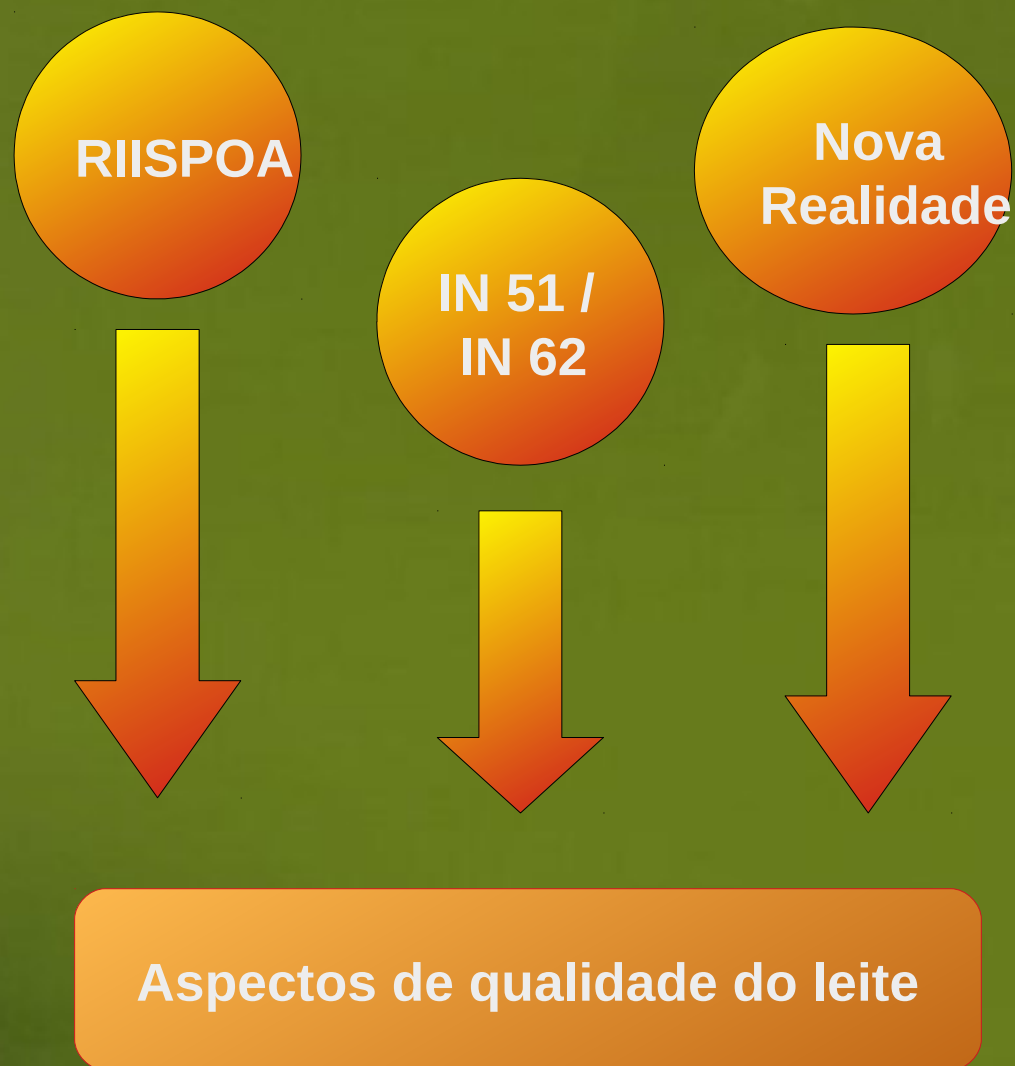 RIISPOA
IN 51 /
IN 62
Nova
Realidade
Aspectos de qualidade do leite